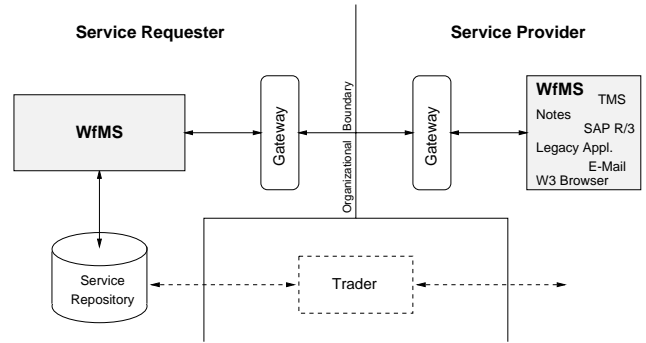 Service Requester
Service Provider
WfMS
Gateway
Organizational Boundary
Gateway
WfMS
TMS
Notes
SAP R/3
Legacy Appl.
E-Mail
W3 Browser
Service
Repository
Trader